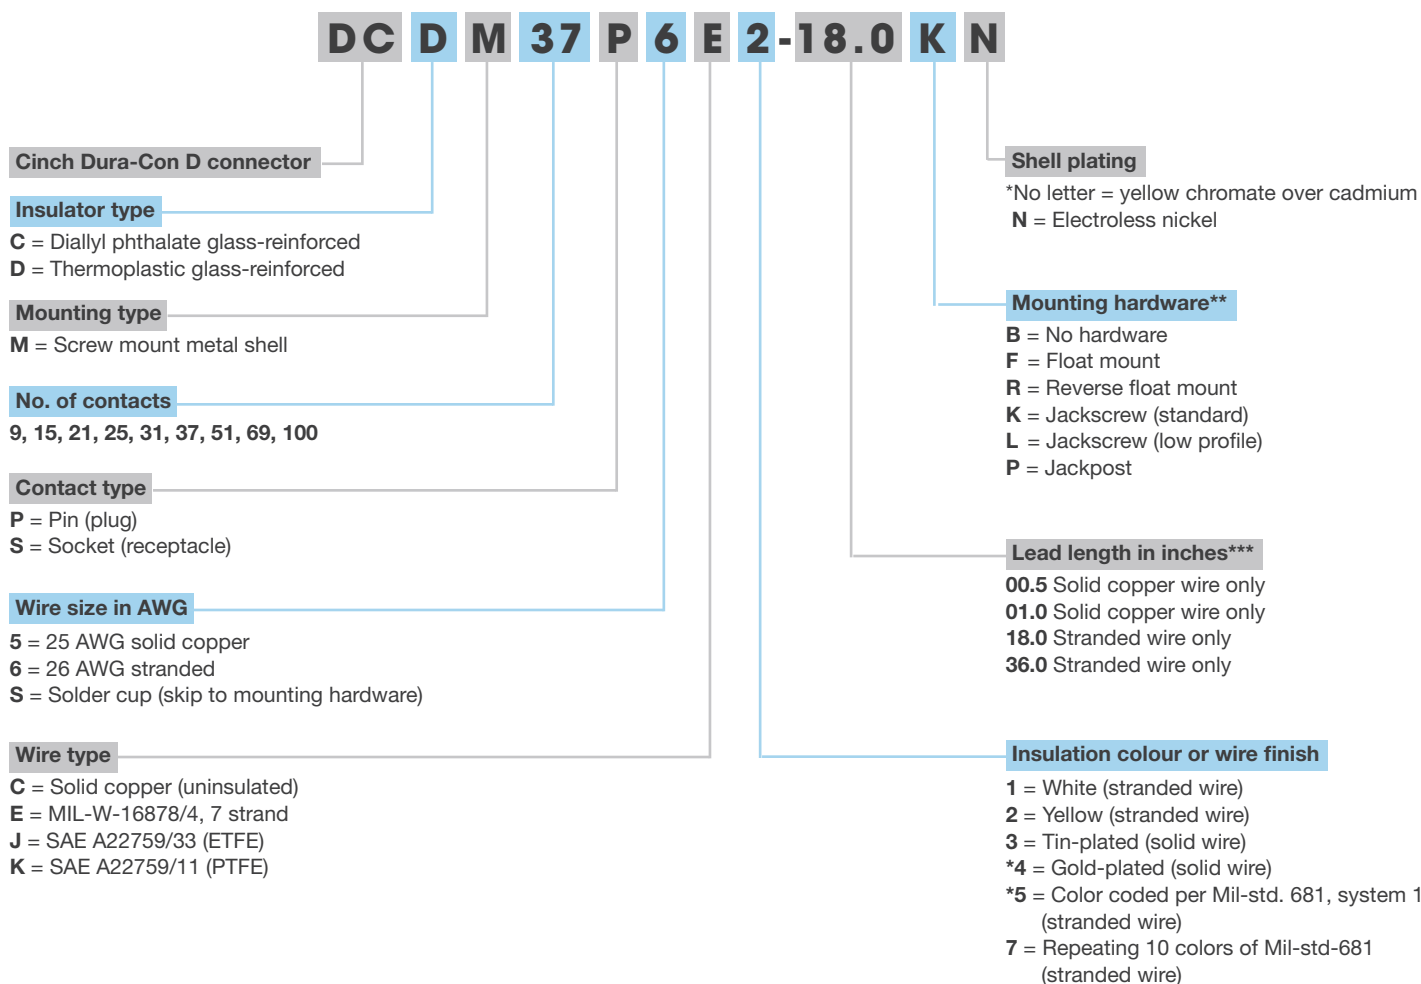 DCDM37P6E2-18.0KN
Cinch Dura-Con D connector
Insulator type
C = Diallyl phthalate glass-reinforced
D = Thermoplastic glass-reinforced
Mounting type
M = Screw mount metal shell
No. of contacts
9, 15, 21, 25, 31, 37, 51, 69, 100
Contact type
P = Pin (plug)
S = Socket (receptacle)
Wire size in AWG
5 = 25 AWG solid copper
6 = 26 AWG stranded
S = Solder cup (skip to mounting hardware)
Wire type
C = Solid copper (uninsulated)
E = MIL-W-16878/4, 7 strand
J = SAE A22759/33 (ETFE)
K = SAE A22759/11 (PTFE)
Shell plating
*No letter = yellow chromate over cadmium
N = Electroless nickel
Mounting hardware**
B = No hardware
F = Float mount
R = Reverse float mount
K = Jackscrew (standard)
L = Jackscrew (low profile)
P = Jackpost
Lead length in inches***
00.5 Solid copper wire only
01.0 Solid copper wire only
18.0 Stranded wire only
36.0 Stranded wire only
Insulation colour or wire finish
1 = White (stranded wire)
2 = Yellow (stranded wire)
3 = Tin-plated (solid wire)
*4 = Gold-plated (solid wire)
*5 = Color coded per Mil-std. 681, system 1
(stranded wire)
7 = Repeating 10 colors of Mil-std-681
(stranded wire)